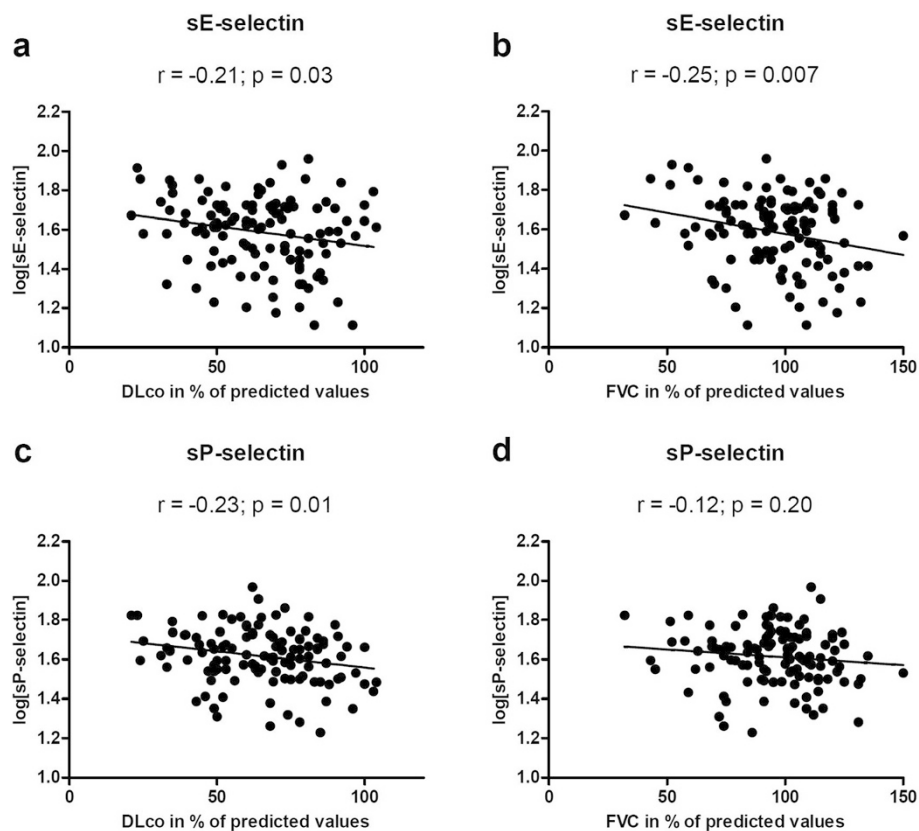 a
sE-selectin
r = -0.21; p = 0.03
log[sE-selectin]
2.2
2.0
1.8
1.6
1.4
1.2
1.0
0
50
100
DLco in % of predicted values
b
sE-selectin
r = -0.25; p = 0.007
log[sE-selectin]
2.2
2.0
1.8
1.6
1.4
1.2
1.0
0
50
100
150
FVC in % of predicted values
c
sP-selectin
r = -0.23; p = 0.01
log[sP-selectin]
2.2
2.0
1.8
1.6
1.4
1.2
1.0
0
50
100
DLco in % of predicted values
d
sP-selectin
r = -0.12; p = 0.20
log[sP-selectin]
2.2
2.0
1.8
1.6
1.4
1.2
1.0
0
50
100
150
FVC in % of predicted values